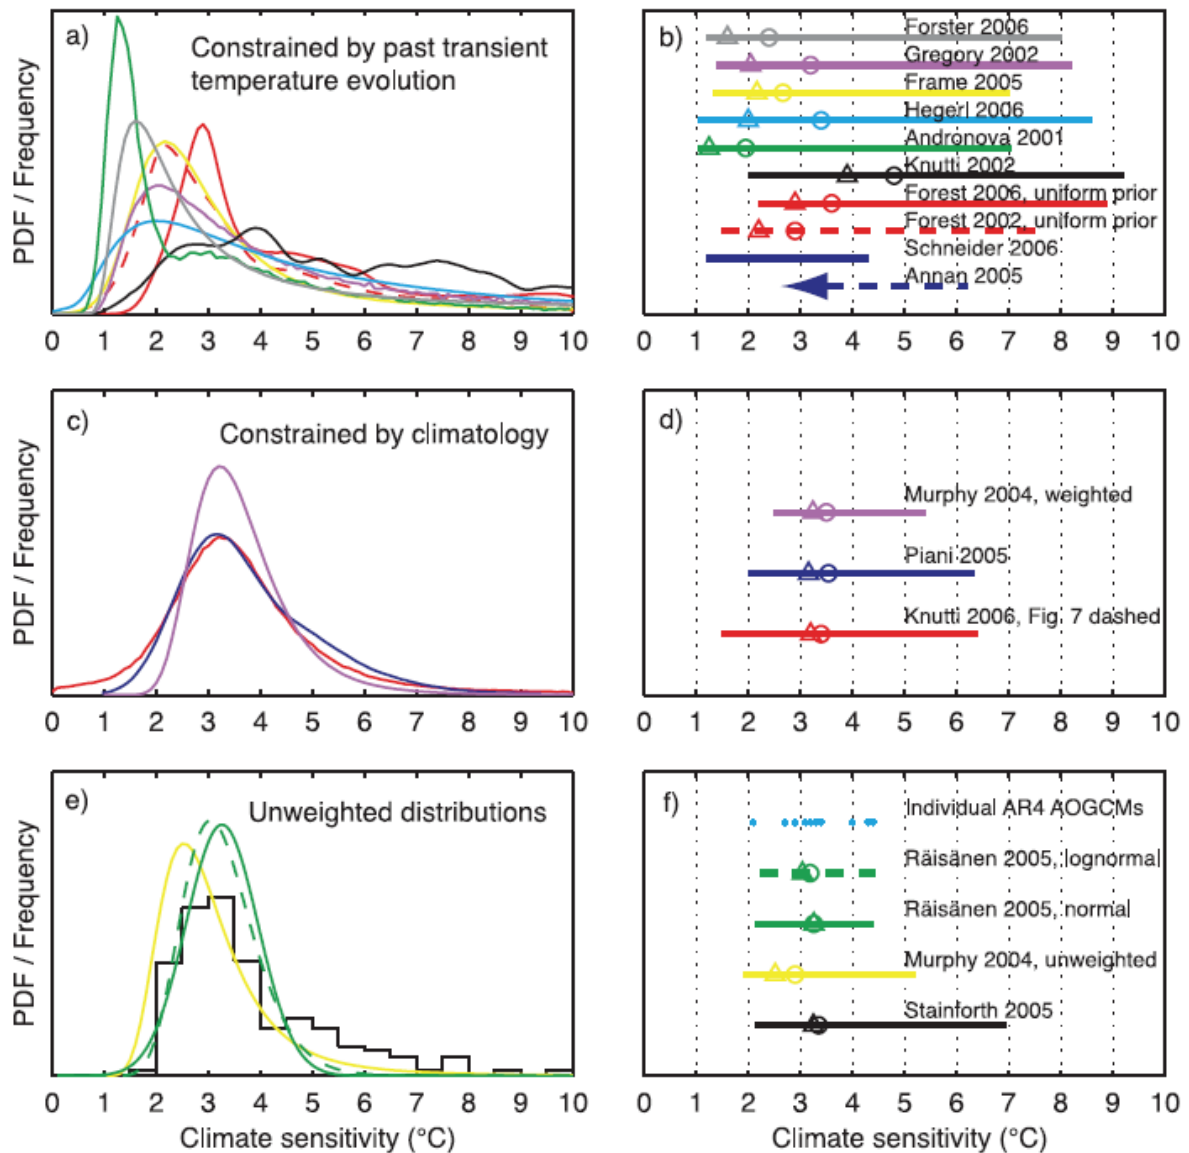 a)
Constrained by past transient
temperature evolution
PDF / Frequency
0 1 2 3 4 5 6 7 8 9 10
b)
Forster 2006
Gregory 2002
Frame 2005
Hegerl 2006
Andronova 2001
Knutti 2002
Forest 2006, uniform prior
Forest 2002, uniform prior
Schneider 2006
Annan 2005
0 1 2 3 4 5 6 7 8 9 10
c)
Constrained by climatology
PDF / Frequency
0 1 2 3 4 5 6 7 8 9 10
d)
Murphy 2004, weighted
Piani 2005
Knutti 2006, Fig. 7 dashed
0 1 2 3 4 5 6 7 8 9 10
e)
Unweighted distributions
PDF / Frequency
0 1 2 3 4 5 6 7 8 9 10
Climate sensitivity (°C)
f)
Individual AR4 AOGCMs
Räisänen 2005, lognormal
Räisänen 2005, normal
Murphy 2004, unweighted
Stainforth 2005
0 1 2 3 4 5 6 7 8 9 10
Climate sensitivity (°C)